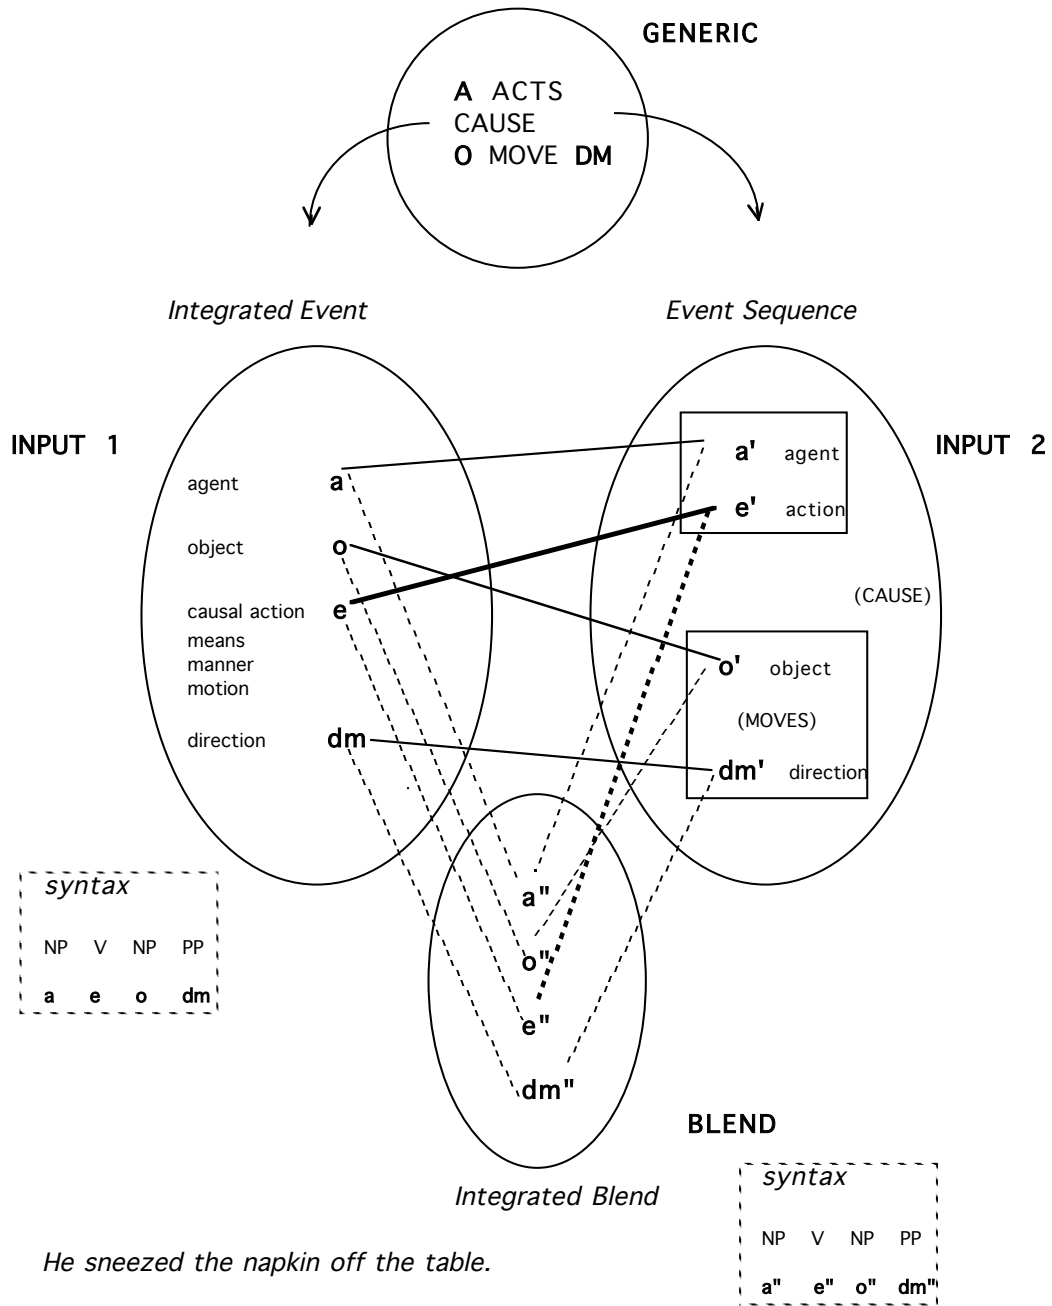 GENERIC
A ACTS
CAUSE
O MOVE DM
Integrated Event
Event Sequence
INPUT 1
INPUT 2
agent a
object o
causal action e
means
manner
motion
direction dm
a' agent
e' action
(CAUSE)
o' object
(MOVES)
dm' direction
syntax
NP V NP PP
a e o dm
a"
o"
e"
dm"
BLEND
Integrated Blend
syntax
NP V NP PP
a" e" o" dm"
He sneezed the napkin off the table.